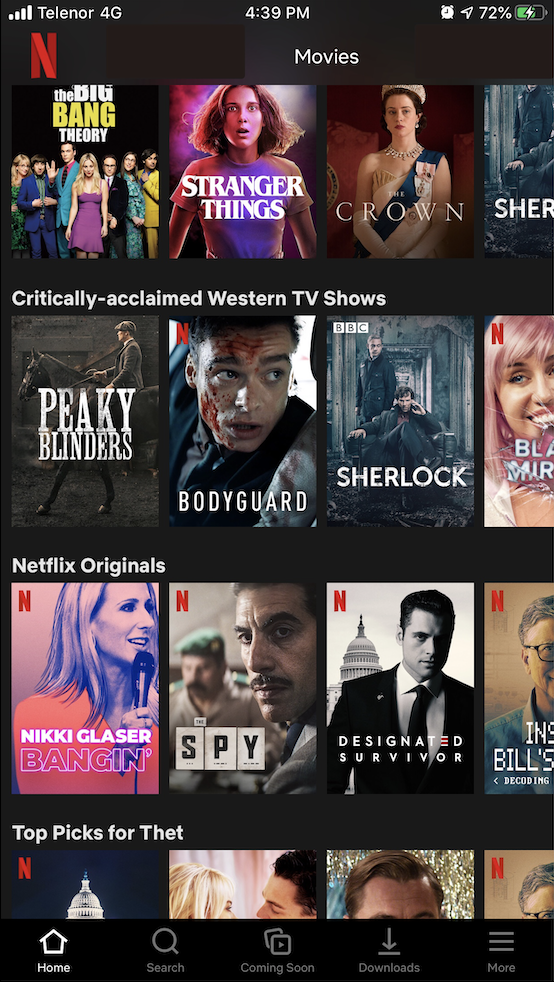 Telenor 4G 4:39 PM 72%
N Movies
the BIG
BANG
THEORY
STRANGER
THINGS
THE
CROWN
SHER
Critically-acclaimed Western TV Shows
PEAKY
BLINDERS
N
BODYGUARD
BBC
SHERLOCK
N
BLA
MIR
Netflix Originals
N
NIKKI GLASER
BANGIN'
N
THE
SPY
N
DESIGNATED
SURVIVOR
N
INS
BILL'S
< DECODING
Top Picks for Thet
N
N
Home Search Coming Soon Downloads More